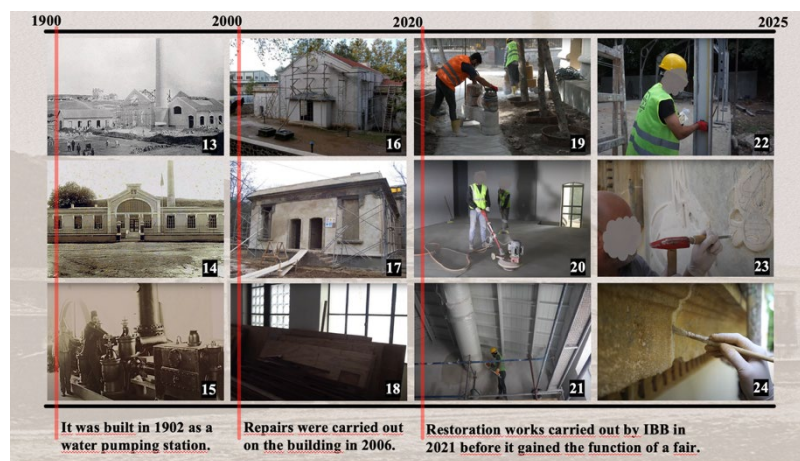 1900 2000 2020 2025
13 16 19 22
14 17 20 23
15 18 21 24
It was built in 1902 as a
water pumping station.
Repairs were carried out
on the building in 2006.
Restoration works carried out by IBB in
2021 before it gained the function of a fair.